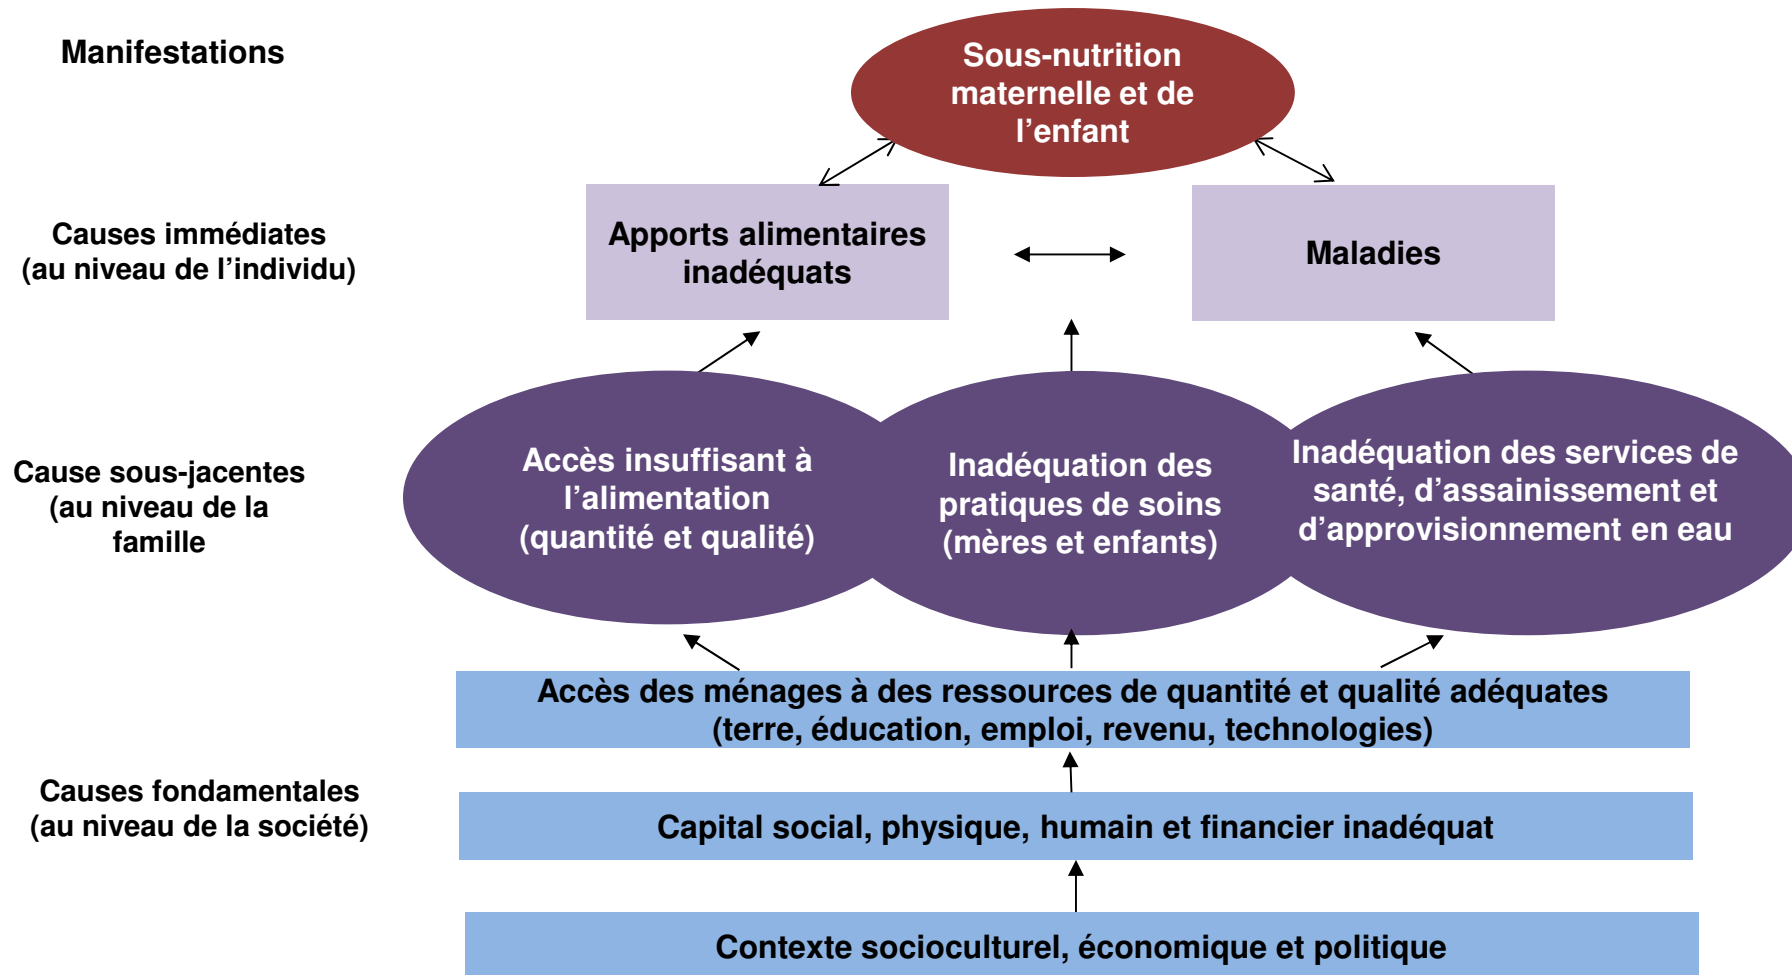 Manifestations
Sous-nutrition
maternelle et de
l’enfant
Causes immédiates
(au niveau de l’individu)
Apports alimentaires
inadéquats
Maladies
Cause sous-jacentes
(au niveau de la
famille
Accès insuffisant à
l’alimentation
(quantité et qualité)
Inadéquation des
pratiques de soins
(mères et enfants)
Inadéquation des services de
santé, d’assainissement et
d’approvisionnement en eau
Accès des ménages à des ressources de quantité et qualité adéquates
(terre, éducation, emploi, revenu, technologies)
Causes fondamentales
(au niveau de la société)
Capital social, physique, humain et financier inadéquat
Contexte socioculturel, économique et politique